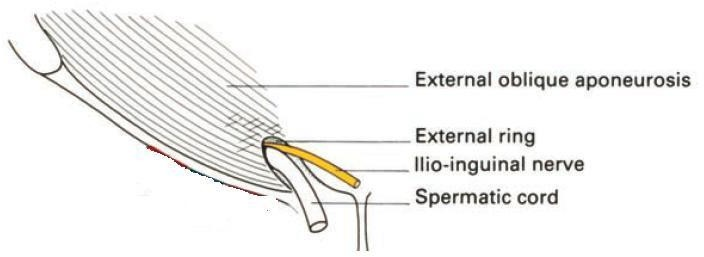 External oblique aponeurosis
External ring
Ilio-inguinal nerve
Spermatic cord